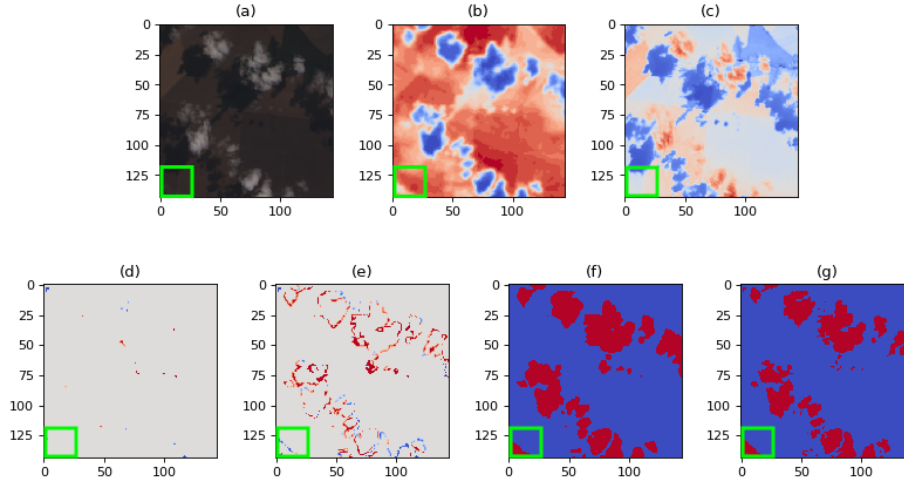 (a) (b) (c)
0 0 0
25 25 25
50 50 50
75 75 75
100 100 100
125 125 125
0 50 100 0 50 100 0 50 100
(d) (e) (f) (g)
0 0 0 0
25 25 25 25
50 50 50 50
75 75 75 75
100 100 100 100
125 125 125 125
0 50 100 0 50 100 0 50 100 0 50 100